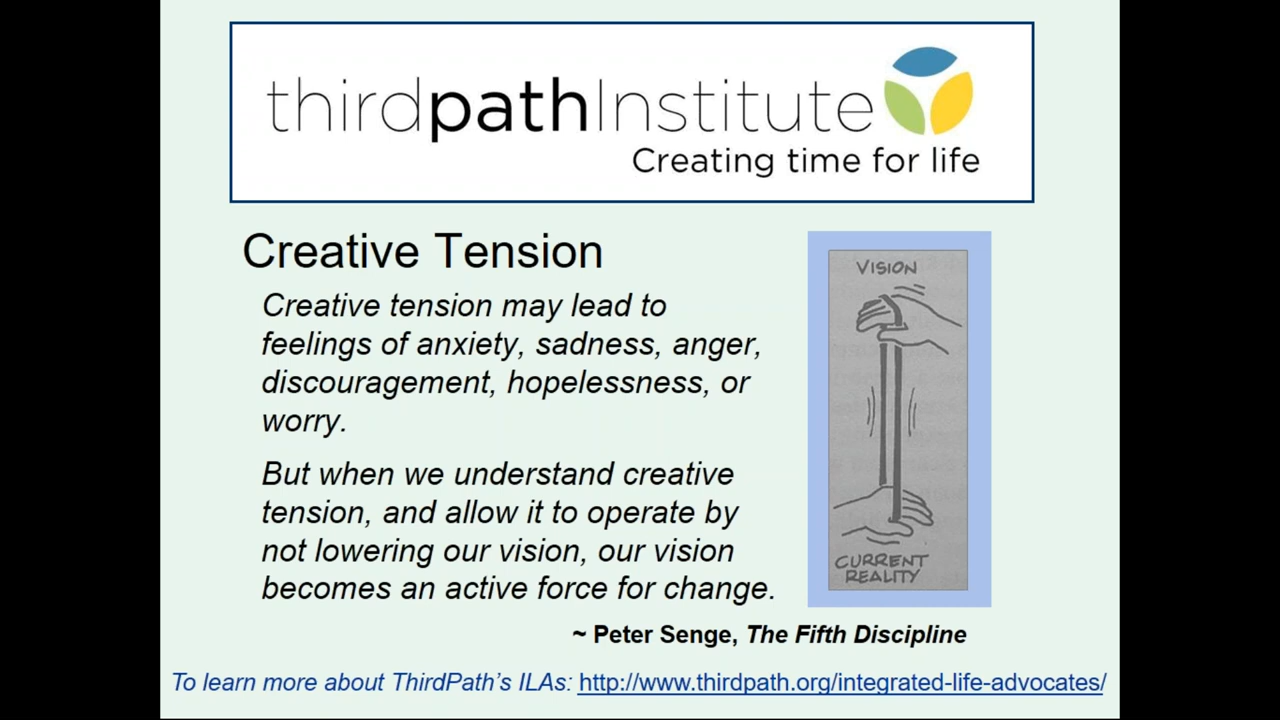 thirdpathInstitute
Creating time for life
Creative Tension
Creative tension may lead to
feelings of anxiety, sadness, anger,
discouragement, hopelessness, or
worry.
But when we understand creative
tension, and allow it to operate by
not lowering our vision, our vision
becomes an active force for change.
VISION
CURRENT
REALITY
~ Peter Senge, The Fifth Discipline
To learn more about ThirdPath's ILAs: http://www.thirdpath.org/integrated-life-advocates/